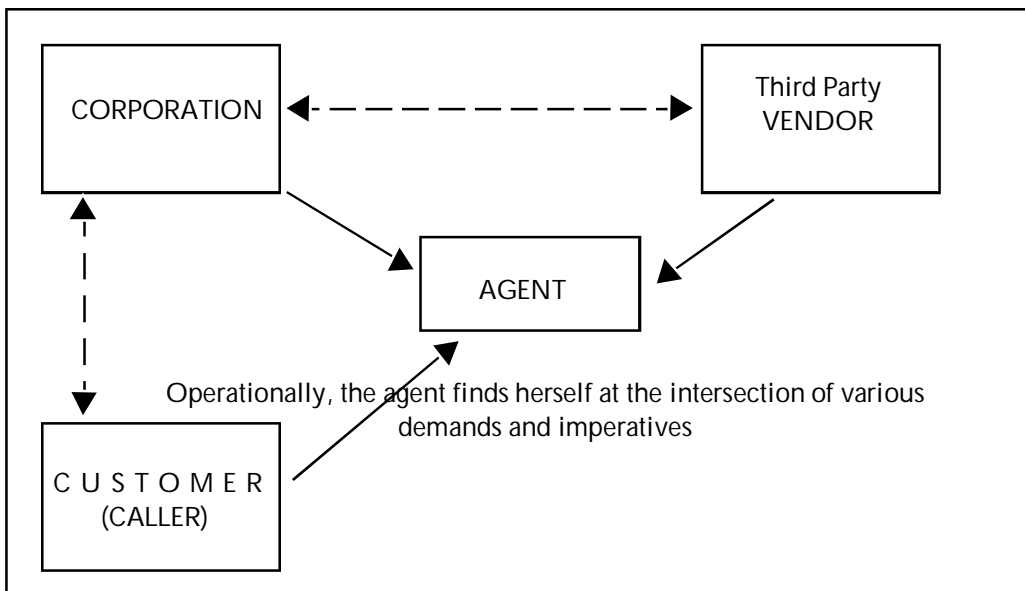 CORPORATION
Third Party
VENDOR
AGENT
Operationally, the agent finds herself at the intersection of various
demands and imperatives
C U S T O M E R
(CALLER)